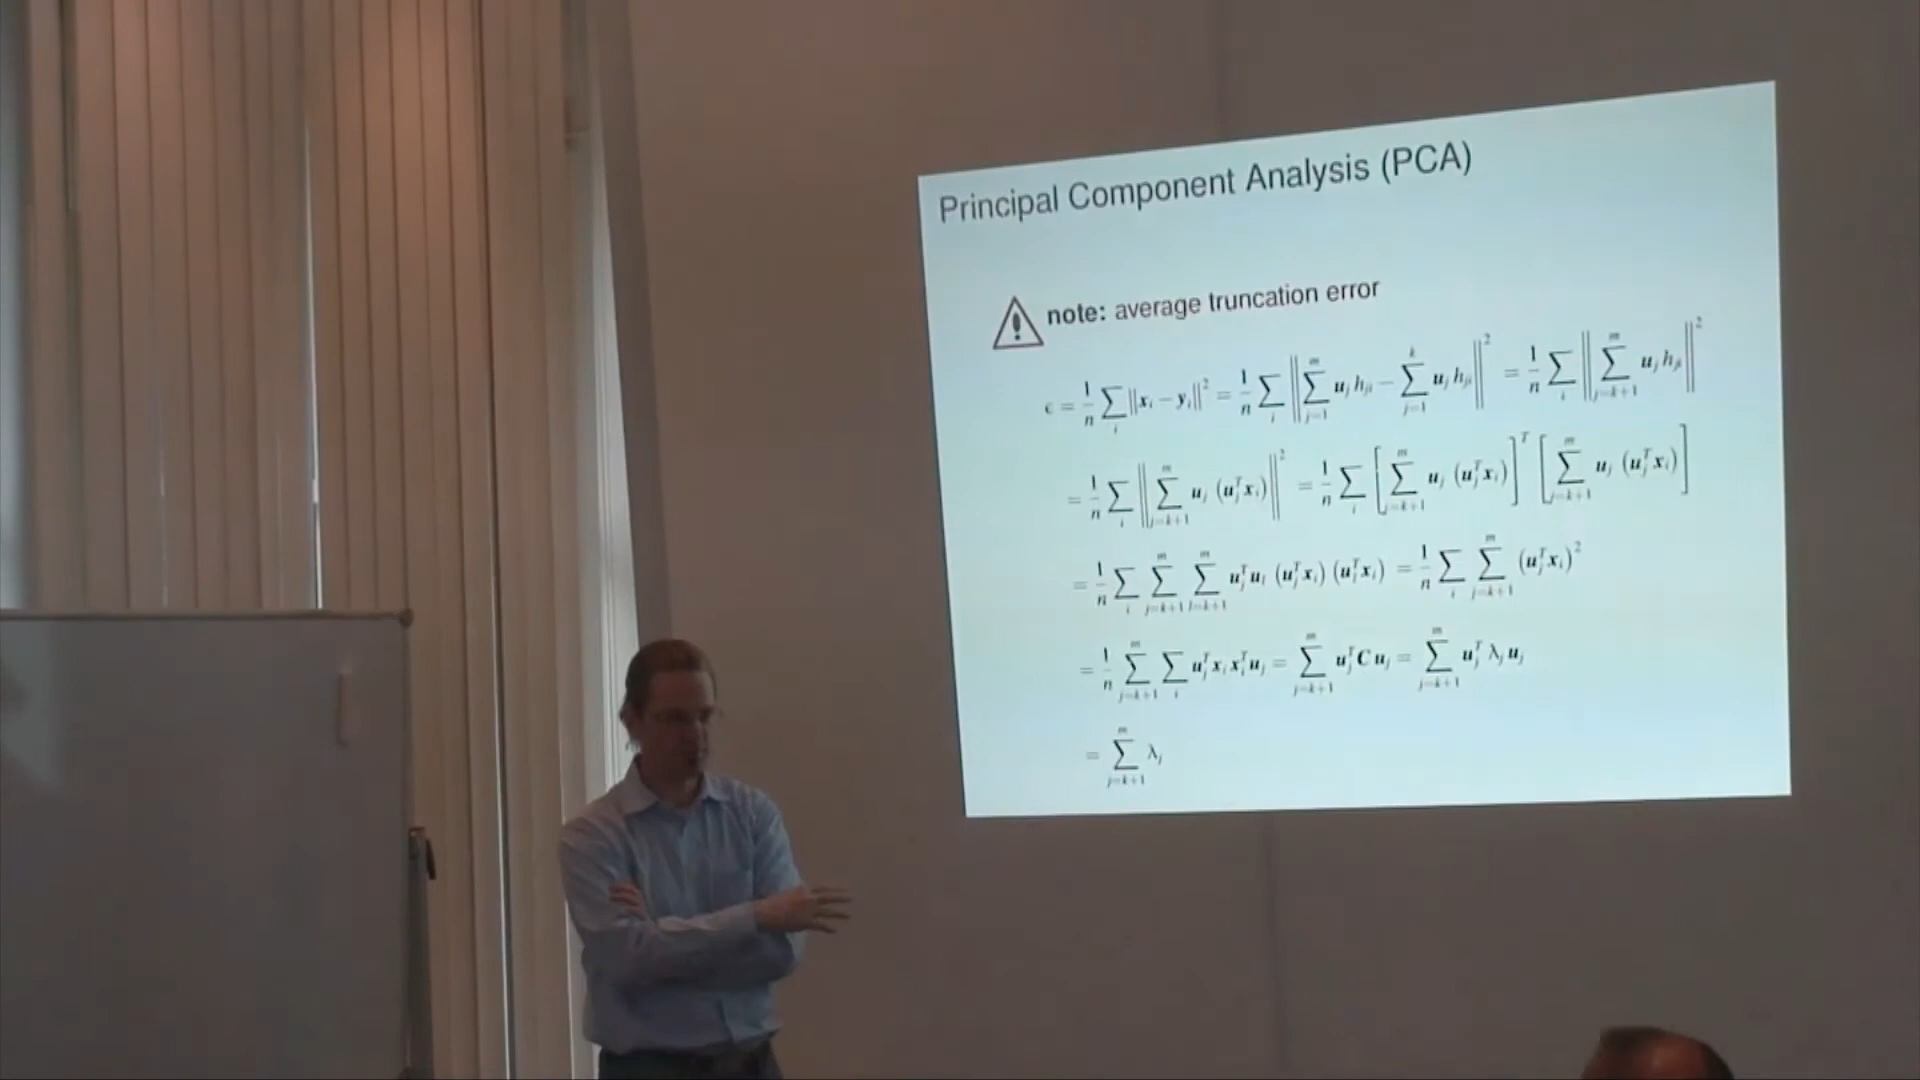 Principal Component Analysis (PCA)
note: average truncation error
ϵ = 1/n ∑_i ‖x_i − y_i‖² = 1/n ∑_i ‖∑_{j=1}^{m} u_j h_{ji} − ∑_{j=1}^{k} u_j h_{ji}‖² = 1/n ∑_i ‖∑_{j=k+1}^{m} u_j h_{ji}‖²
= 1/n ∑_i ‖∑_{j=k+1}^{m} u_j (u_j^T x_i)‖² = 1/n ∑_i [∑_{j=k+1}^{m} u_j (u_j^T x_i)]^T [∑_{j=k+1}^{m} u_j (u_j^T x_i)]
= 1/n ∑_i ∑_{j=k+1}^{m} ∑_{l=k+1}^{m} u_j^T u_l (u_j^T x_i) (u_l^T x_i) = 1/n ∑_i ∑_{j=k+1}^{m} (u_j^T x_i)²
= 1/n ∑_{j=k+1}^{m} ∑_i u_j^T x_i x_i^T u_j = ∑_{j=k+1}^{m} u_j^T C u_j = ∑_{j=k+1}^{m} u_j^T λ_j u_j
= ∑_{j=k+1}^{m} λ_j